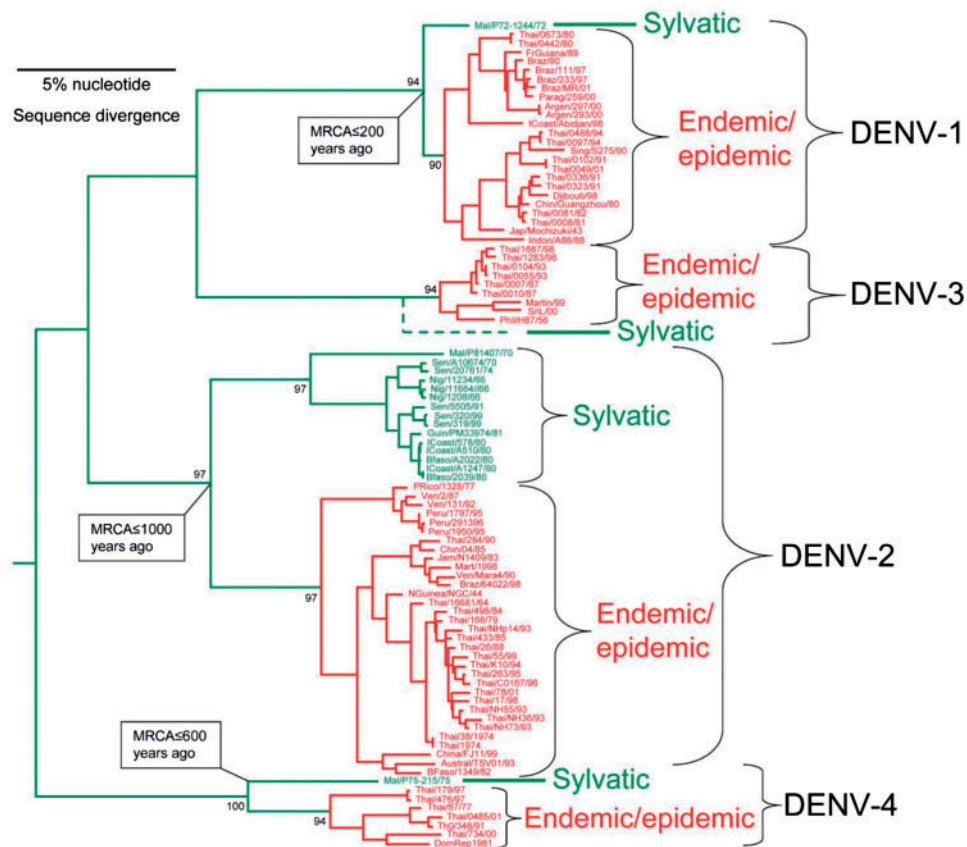 Mal/P72-1244/72
Sylvatic
Thai/0673/80
Thai/0442/80
FrGuiana/89
Braz/90
5% nucleotide
Braz/111/97
94
Braz/233/97
Braz/MR/01
Sequence divergence
Parag/259/00
Argen/297/00
Argen/293/00
MRCA≤200
years ago
ICoast/Abidjan/98
Endemic/
epidemic
DENV-1
Thai/0488/94
Thai/0097/94
Sing/S275/90
90
Thai/0102/91
Thai/0049/01
Thai/0336/91
Thai/0323/91
Djibouti/98
Chin/Guangzhou/80
Thai/0081/82
Thai/0008/81
Jap/Mochizuki/43
Indon/A88/88
Thai/1687/98
Thai/1283/98
Thai/0104/93
Thai/0055/93
Endemic/
epidemic
DENV-3
94
Thai/0007/87
Thai/0010/87
Martin/99
SriL/00
Phil/H87/56
Sylvatic
Mal/P81407/70
Sen/A10674/70
Sen/20761/74
97
Nig/11234/66
Nig/11664//66
Nig/1208/66
Sen/5505/91
Sen/320/99
Sen/319/99
Sylvatic
Guin/PM33974/81
ICoast/578/80
ICoast/A510/80
Bfaso/A2022/80
97
ICoast/A1247/80
Bfaso/2039/80
PRico/1328/77
Ven/2/87
Ven/131/92
Peru/1797/95
MRCA≤1000
years ago
Peru/291396
Peru/1950/95
Thai/284/90
Chin/04/85
DENV-2
Jam/N1409/83
Mart/1998
97
Ven/Mara4/90
Braz/64022/98
NGuinea/NGC/44
Thai/16681/64
Thai/498/84
Endemic/
epidemic
Thai/168/79
Thai/NHp14/93
Thai/433/85
Thai/26/88
Thai/55/99
Thai/K10/94
Thai/263/95
Thai/C0167/96
Thai/78/01
Thai/17/98
Thai/NH55/93
Thai/NH36/93
Thai/NH73/93
MRCA≤600
years ago
Thai/38/1974
Thai/1974
China/FJ11/99
Austral/TSV01/93
BFaso/1349/82
Mal/P75-215/75
Sylvatic
Thai/179/97
100
Thai/476/97
DENV-4
Thai/87/77
94
Thai/0485/01
Endemic/epidemic
Th0/348/91
Thai/734/00
DomRep1981